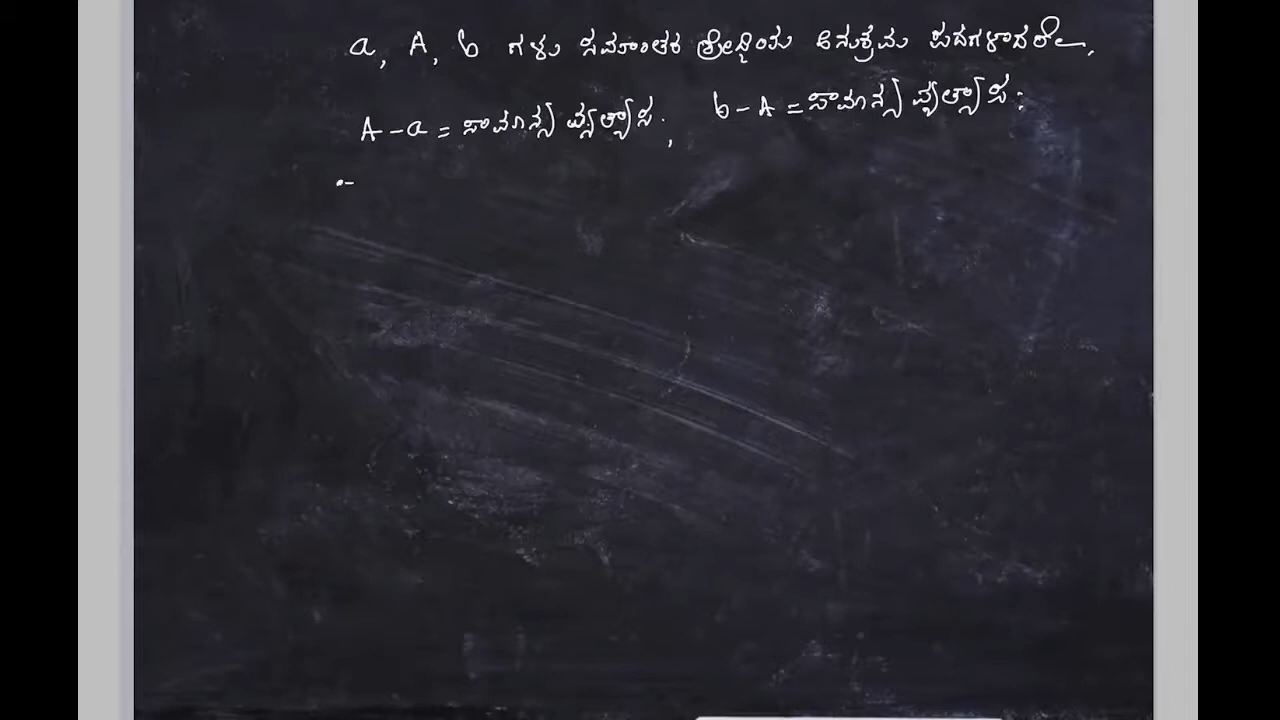 a, A, b ಗಳು ಸಮಾಂತರ ಶ್ರೇಢಿಯ ಅನುಕ್ರಮ ಪದಗಳಾದರೆ,
A - a = ಸಾಮಾನ್ಯ ವ್ಯತ್ಯಾಸ ; b - A = ಸಾಮಾನ್ಯ ವ್ಯತ್ಯಾಸ ;